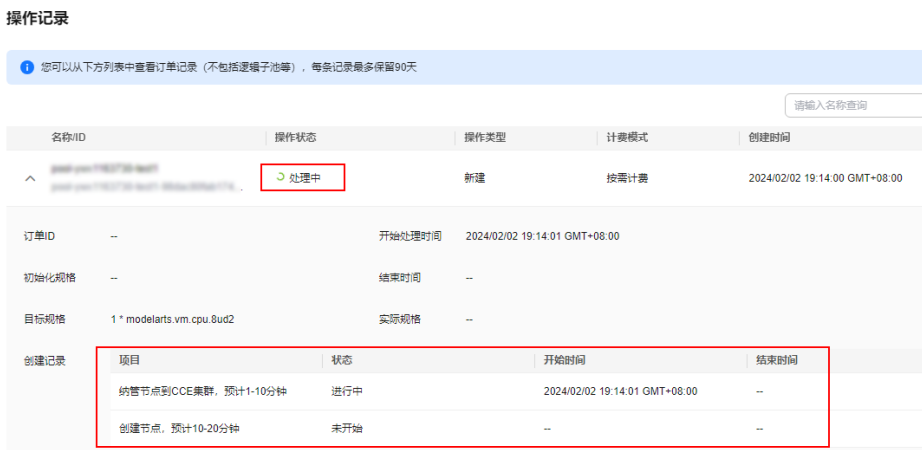 操作记录
您可以从下方列表中查看订单记录（不包括逻辑子池等），每条记录最多保留90天
请输入名称查询
名称/ID 操作状态 操作类型 计费模式 创建时间
处理中 新建 按需计费 2024/02/02 19:14:00 GMT+08:00
订单ID -- 开始处理时间 2024/02/02 19:14:01 GMT+08:00
初始化规格 -- 结束时间 --
目标规格 1 * modelarts.vm.cpu.8ud2 实际规格 --
创建记录 项目 状态 开始时间 结束时间
纳管节点到CCE集群，预计1-10分钟 进行中 2024/02/02 19:14:01 GMT+08:00 --
创建节点，预计10-20分钟 未开始 -- --